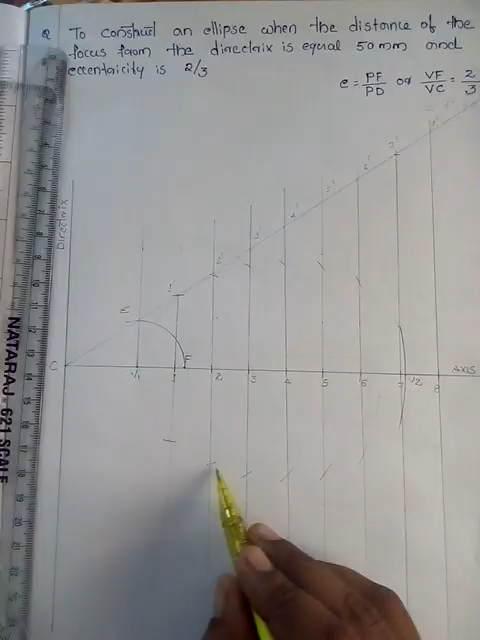 Q To construct an ellipse when the distance of the
focus from the directrix is equal 50 mm and
eccentricity is 2/3
e = PF/PD or VF/VC = 2/3
Directrix
E
1'
2'
3'
4'
5'
6'
7'
8'
C
V1
1
F
2
3
4
5
6
7
V2
8
AXIS
NATARAJ-621 SCALE